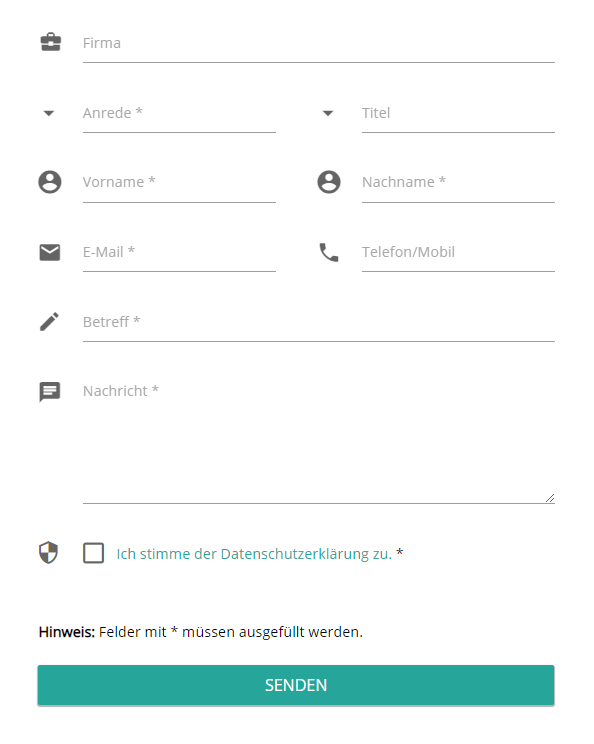 Firma
Anrede * Titel
Vorname * Nachname *
E-Mail * Telefon/Mobil
Betreff *
Nachricht *
Ich stimme der Datenschutzerklärung zu. *
Hinweis: Felder mit * müssen ausgefüllt werden.
SENDEN